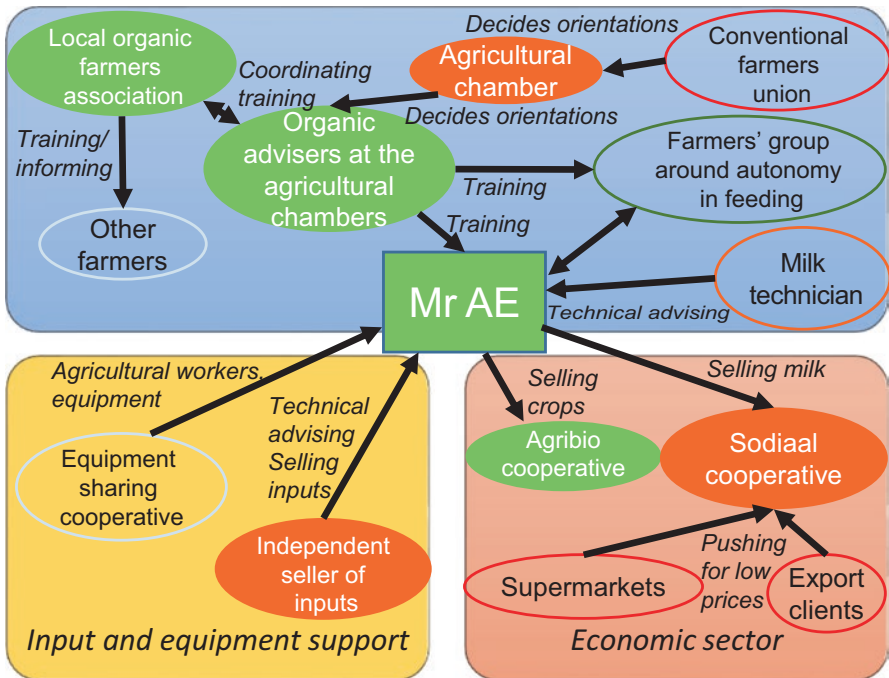 Local organic
farmers
association
Coordinating
training
Decides orientations
Agricultural
chamber
Conventional
farmers
union
Decides orientations
Training/
informing
Organic
advisers at the
agricultural
chambers
Training
Training
Farmers' group
around autonomy
in feeding
Other
farmers
Mr AE
Technical advising
Milk
technician
Agricultural workers,
equipment
Technical
advising
Selling
inputs
Equipment
sharing
cooperative
Independent
seller of
inputs
Input and equipment support
Selling
crops
Selling milk
Agribio
cooperative
Sodiaal
cooperative
Supermarkets
Pushing
for low
prices
Export
clients
Economic sector